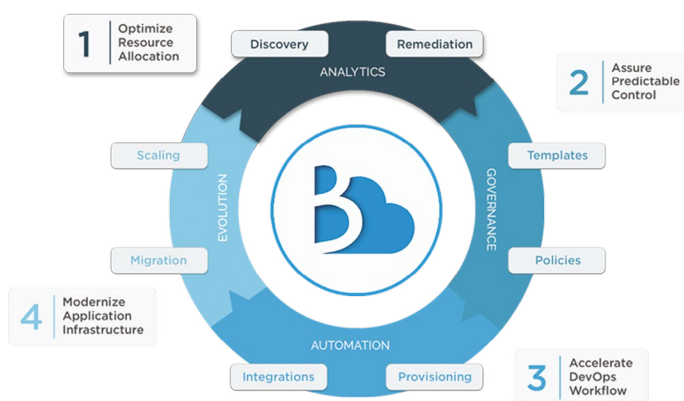 1
Optimize
Resource
Allocation
Discovery
Remediation
ANALYTICS
2
Assure
Predictable
Control
Templates
GOVERNANCE
Policies
3
Accelerate
DevOps
Workflow
Provisioning
Integrations
AUTOMATION
4
Modernize
Application
Infrastructure
Migration
EVOLUTION
Scaling
B